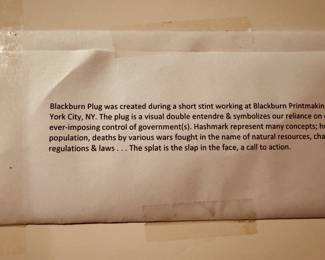 Blackburn Plug was created during a short stint working at Blackburn Printmakin
York City, NY. The plug is a visual double entendre & symbolizes our reliance on
ever-imposing control of government(s). Hashmark represent many concepts; h
population, deaths by various wars fought in the name of natural resources, cha
regulations & laws . . . The splat is the slap in the face, a call to action.